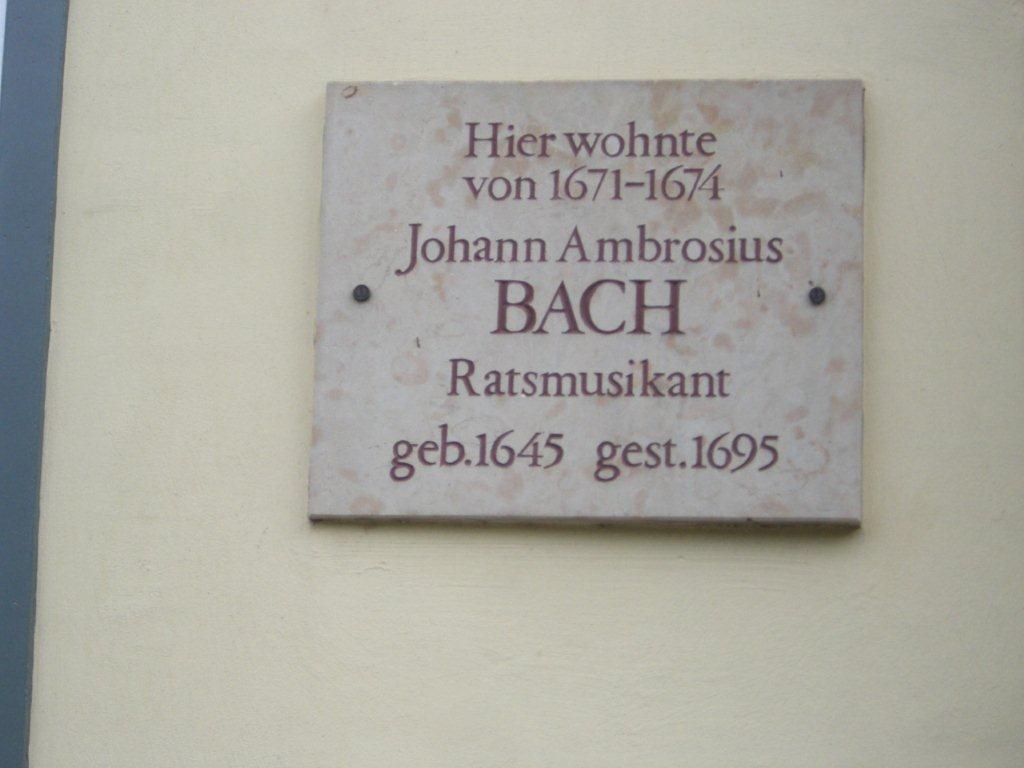 Hier wohnte
von 1671-1674
Johann Ambrosius
BACH
Ratsmusikant
geb.1645 gest.1695